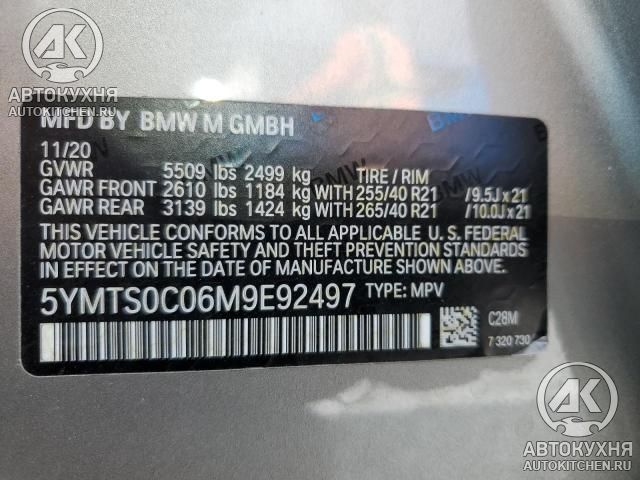 АВТОКУХНЯ
AUTOKITCHEN.RU
MFD BY BMW M GMBH
11/20
GVWR 5509 lbs 2499 kg TIRE / RIM
GAWR FRONT 2610 lbs 1184 kg WITH 255/40 R21 /9.5J x 21
GAWR REAR 3139 lbs 1424 kg WITH 265/40 R21 /10.0J x 21
THIS VEHICLE CONFORMS TO ALL APPLICABLE U. S. FEDERAL
MOTOR VEHICLE SAFETY AND THEFT PREVENTION STANDARDS
IN EFFECT ON THE DATE OF MANUFACTURE SHOWN ABOVE.
5YMTS0C06M9E92497 TYPE: MPV
C28M
7 320 730
AK
АВТОКУХНЯ
AUTOKITCHEN.RU